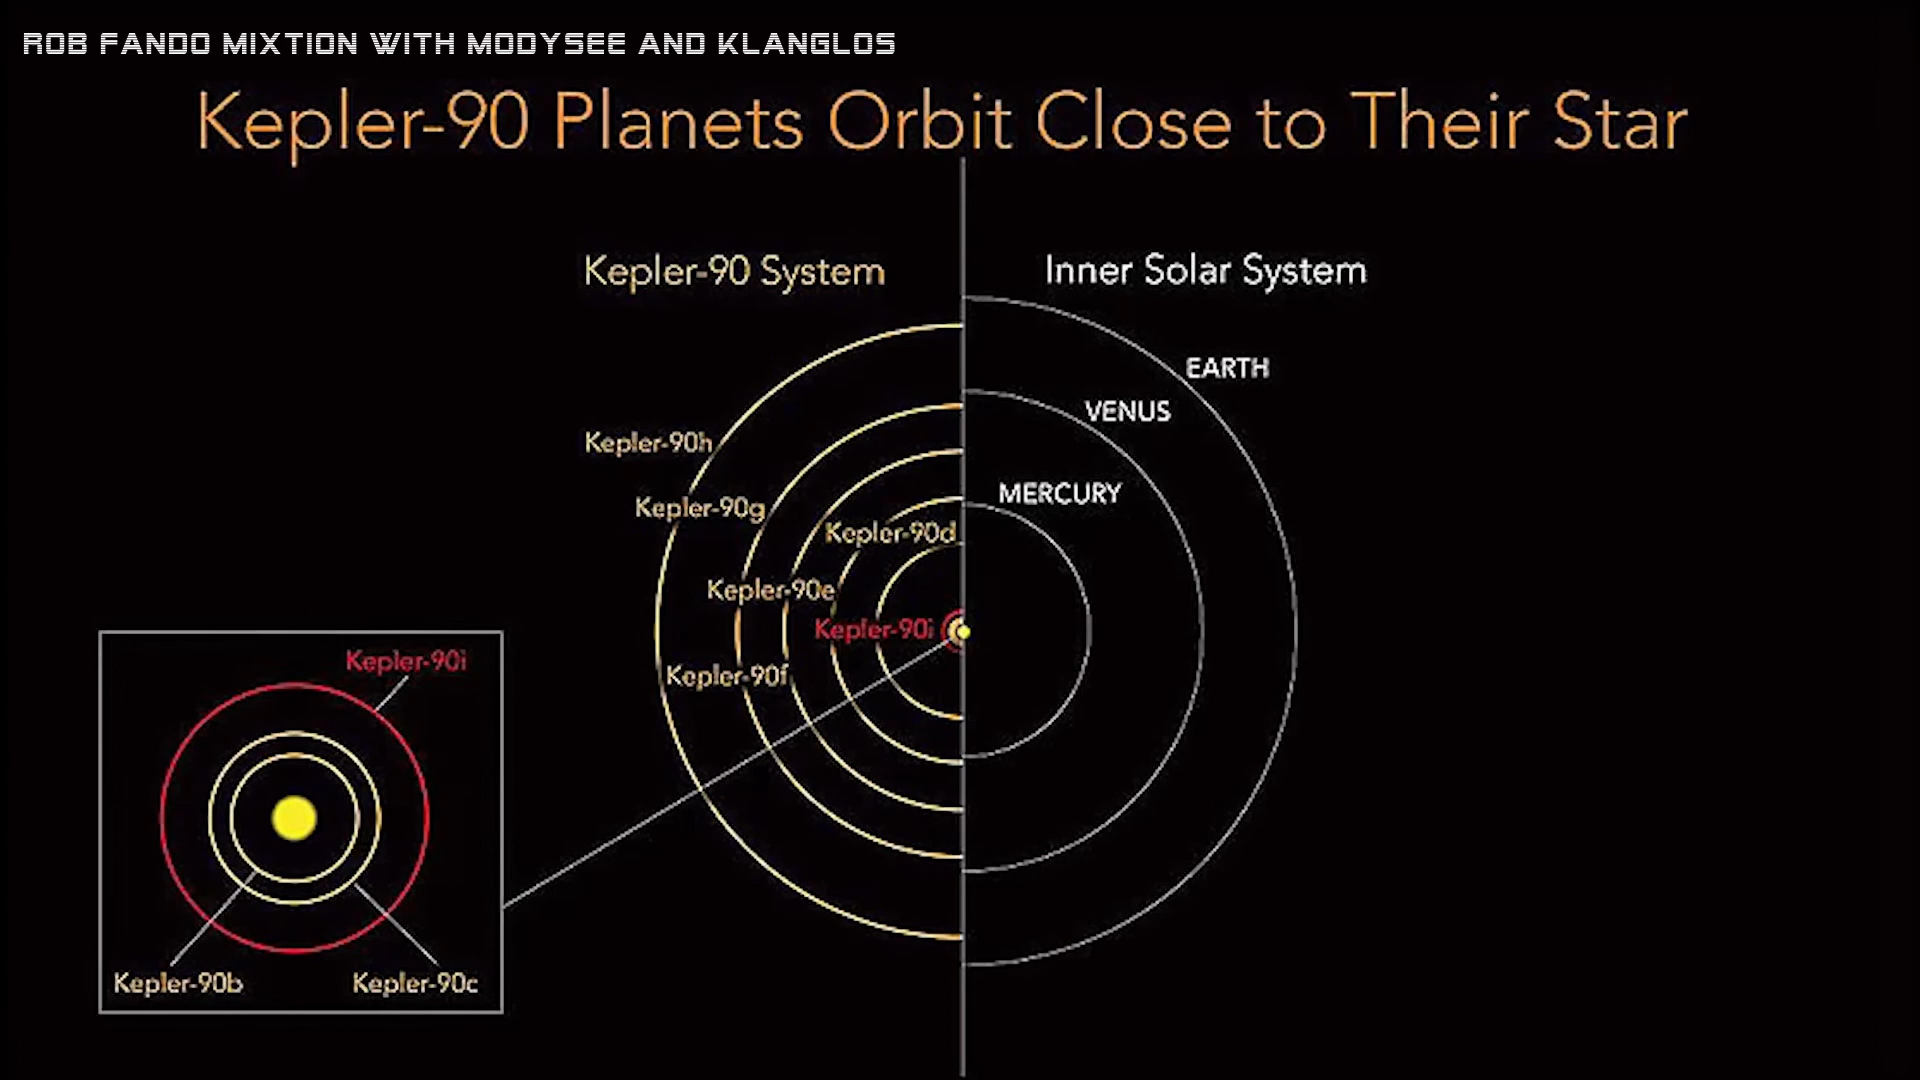 ROB FANDO MIXTION WITH MODYSEE AND KLANGLOS
Kepler-90 Planets Orbit Close to Their Star
Kepler-90 System
Inner Solar System
EARTH
VENUS
MERCURY
Kepler-90h
Kepler-90g
Kepler-90d
Kepler-90e
Kepler-90i
Kepler-90f
Kepler-90i
Kepler-90b
Kepler-90c